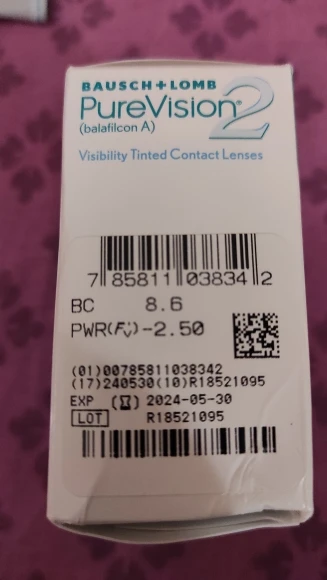 BAUSCH + LOMB
PureVision® 2
(balafilcon A)
Visibility Tinted Contact Lenses
7 85811 03834 2
BC 8.6
PWR(Fv) -2.50
(01)00785811038342
(17)240530(10)R18521095
EXP 2024-05-30
LOT R18521095